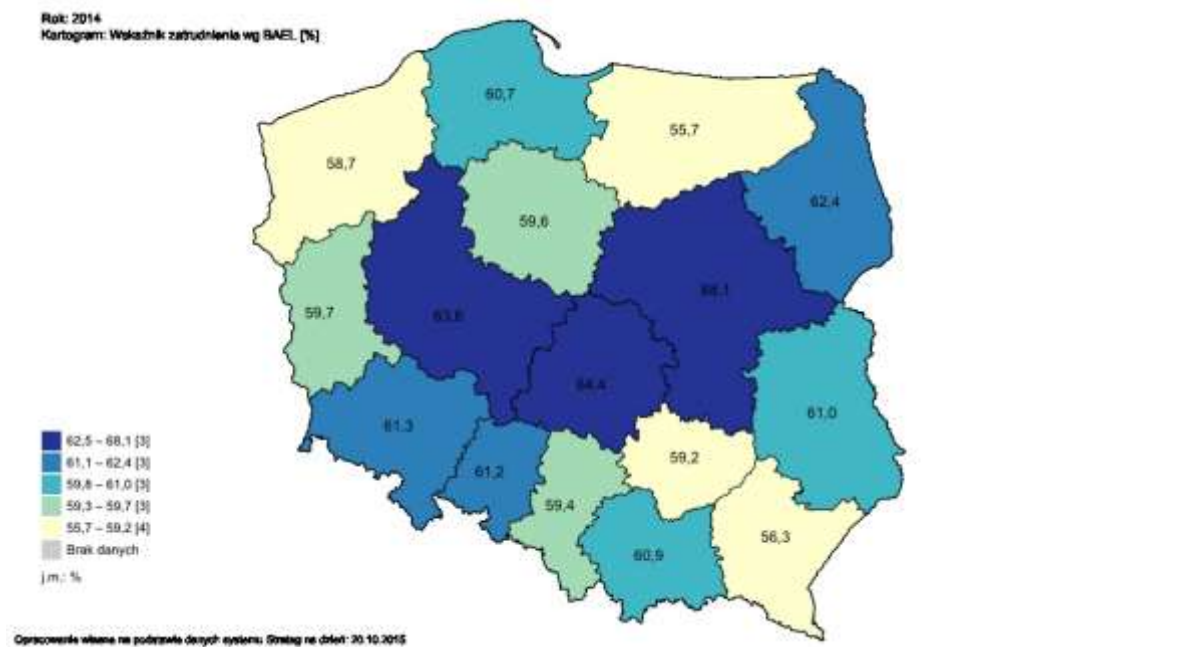 Rok: 2014
Kartogram: Wskaźnik zatrudnienia wg BAEL [%]
60,7
55,7
58,7
62,4
59,6
68,1
59,7
63,6
64,4
61,0
61,3
59,2
61,2
59,4
56,3
60,9
62,5 – 68,1 [3]
61,1 – 62,4 [3]
59,8 – 61,0 [3]
59,3 – 59,7 [3]
55,7 – 59,2 [4]
Brak danych
j.m.: %
Opracowanie własne na podstawie danych systemu Strateg na dzień: 20.10.2015